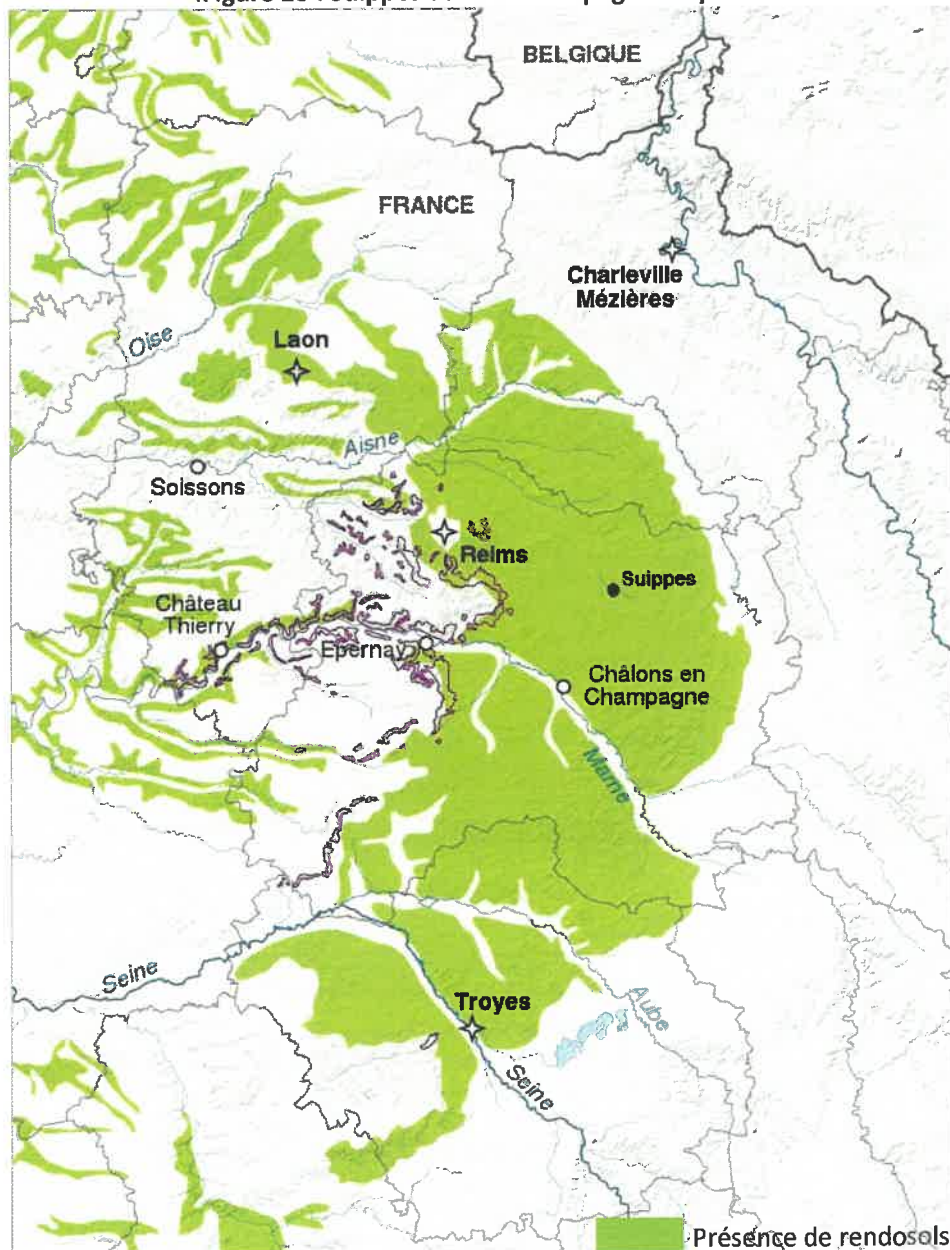 BELGIQUE
FRANCE
Charleville
Mézières
Oise
Laon
Aisne
Soissons
Reims
Suippes
Château
Thierry
Epernay
Châlons en
Champagne
Marne
Seine
Troyes
Aube
Seine
Présence de rendosols